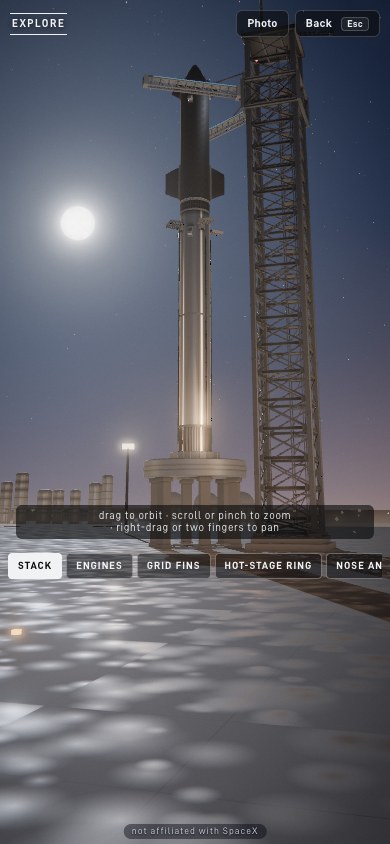 EXPLORE
Photo
Back Esc
drag to orbit · scroll or pinch to zoom
· right-drag or two fingers to pan
STACK
ENGINES
GRID FINS
HOT-STAGE RING
NOSE AN
not affiliated with SpaceX